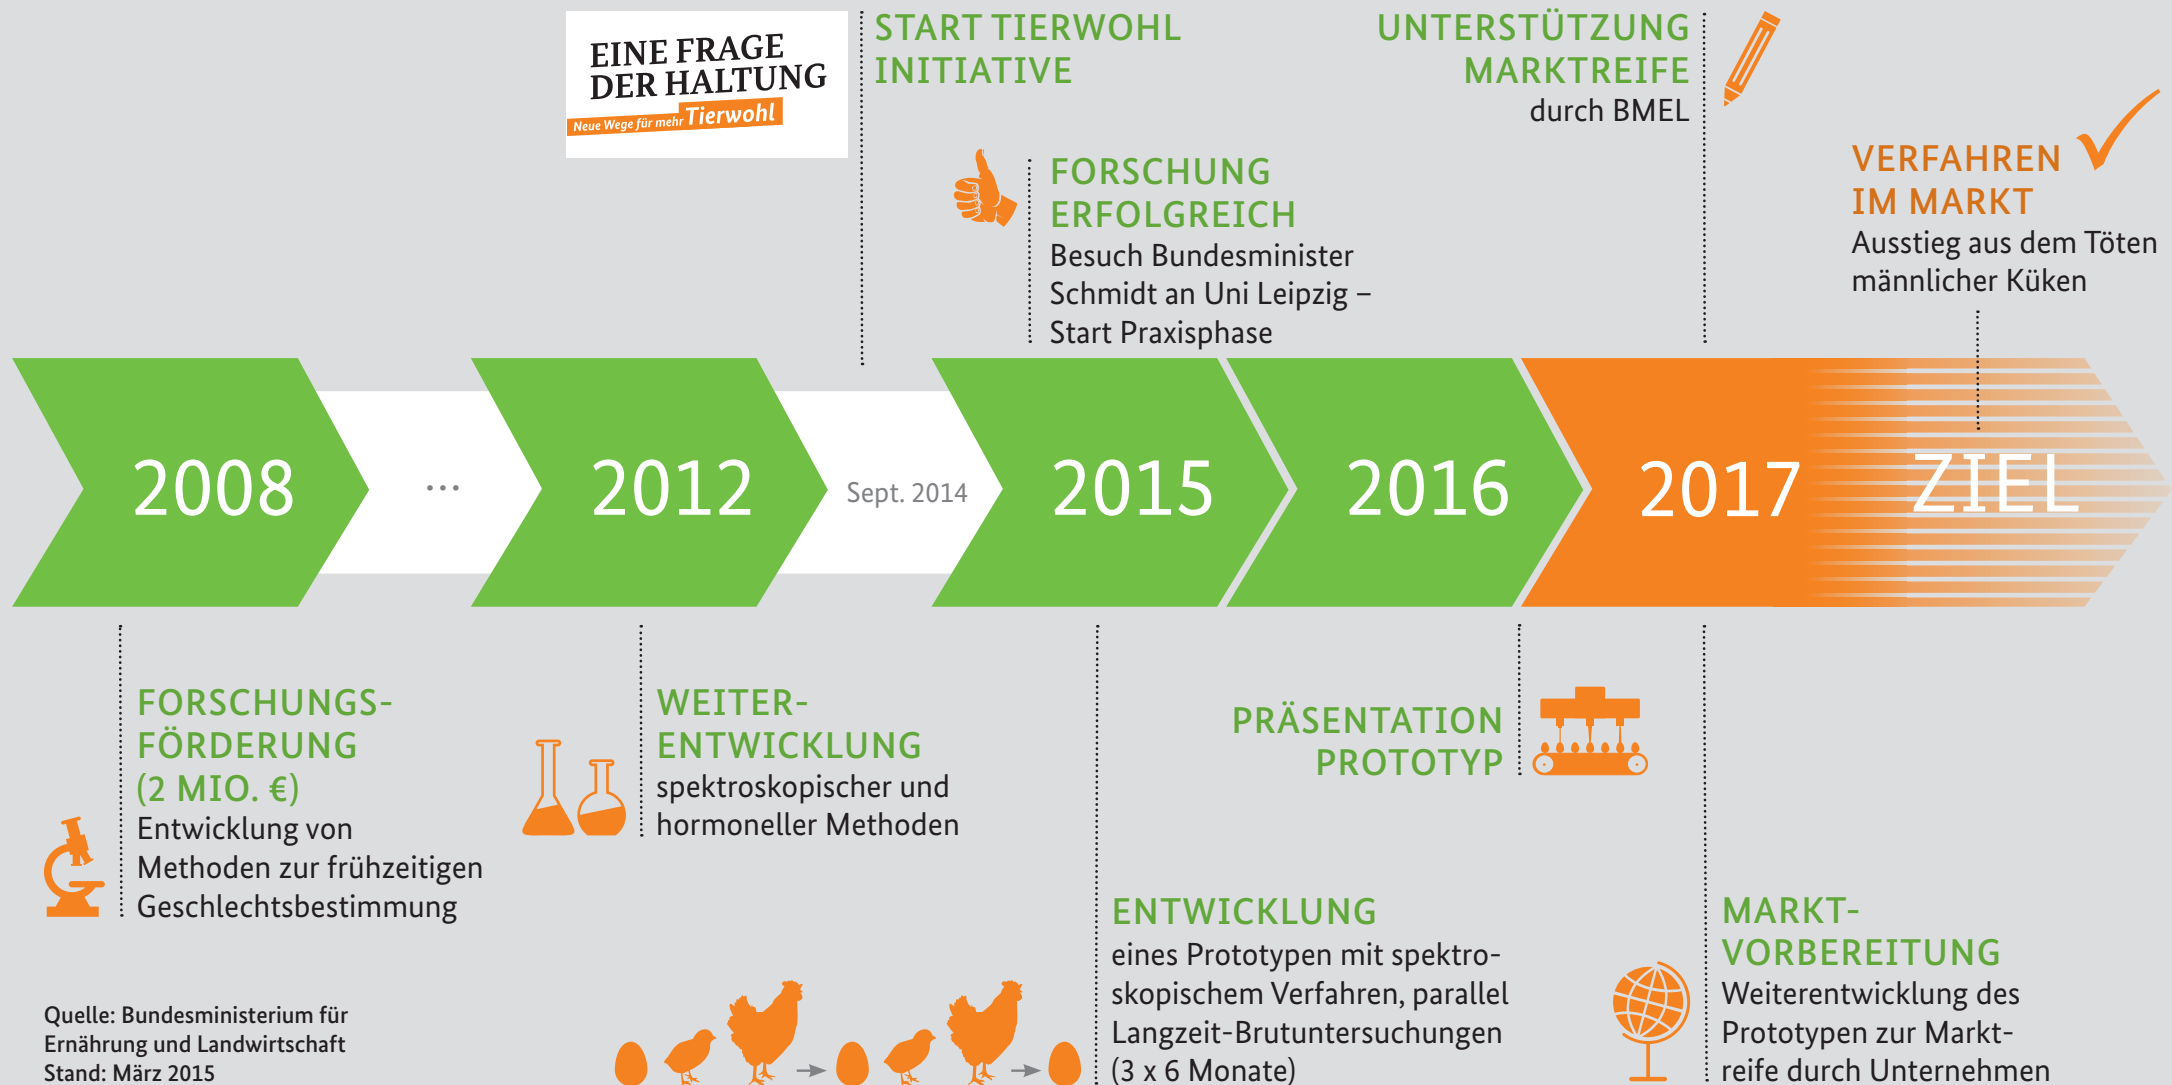 EINE FRAGE
DER HALTUNG
Neue Wege für mehr Tierwohl
START TIERWOHL
INITIATIVE
FORSCHUNG
ERFOLGREICH
Besuch Bundesminister
Schmidt an Uni Leipzig –
Start Praxisphase
UNTERSTÜTZUNG
MARKTREIFE
durch BMEL
VERFAHREN
IM MARKT
Ausstieg aus dem Töten
männlicher Küken
2008
...
2012
Sept. 2014
2015
2016
2017
ZIEL
FORSCHUNGS-
FÖRDERUNG
(2 MIO. €)
Entwicklung von
Methoden zur frühzeitigen
Geschlechtsbestimmung
WEITER-
ENTWICKLUNG
spektroskopischer und
hormoneller Methoden
ENTWICKLUNG
eines Prototypen mit spektro-
skopischem Verfahren, parallel
Langzeit-Brutuntersuchungen
(3 x 6 Monate)
PRÄSENTATION
PROTOTYP
MARKT-
VORBEREITUNG
Weiterentwicklung des
Prototypen zur Markt-
reife durch Unternehmen
Quelle: Bundesministerium für
Ernährung und Landwirtschaft
Stand: März 2015